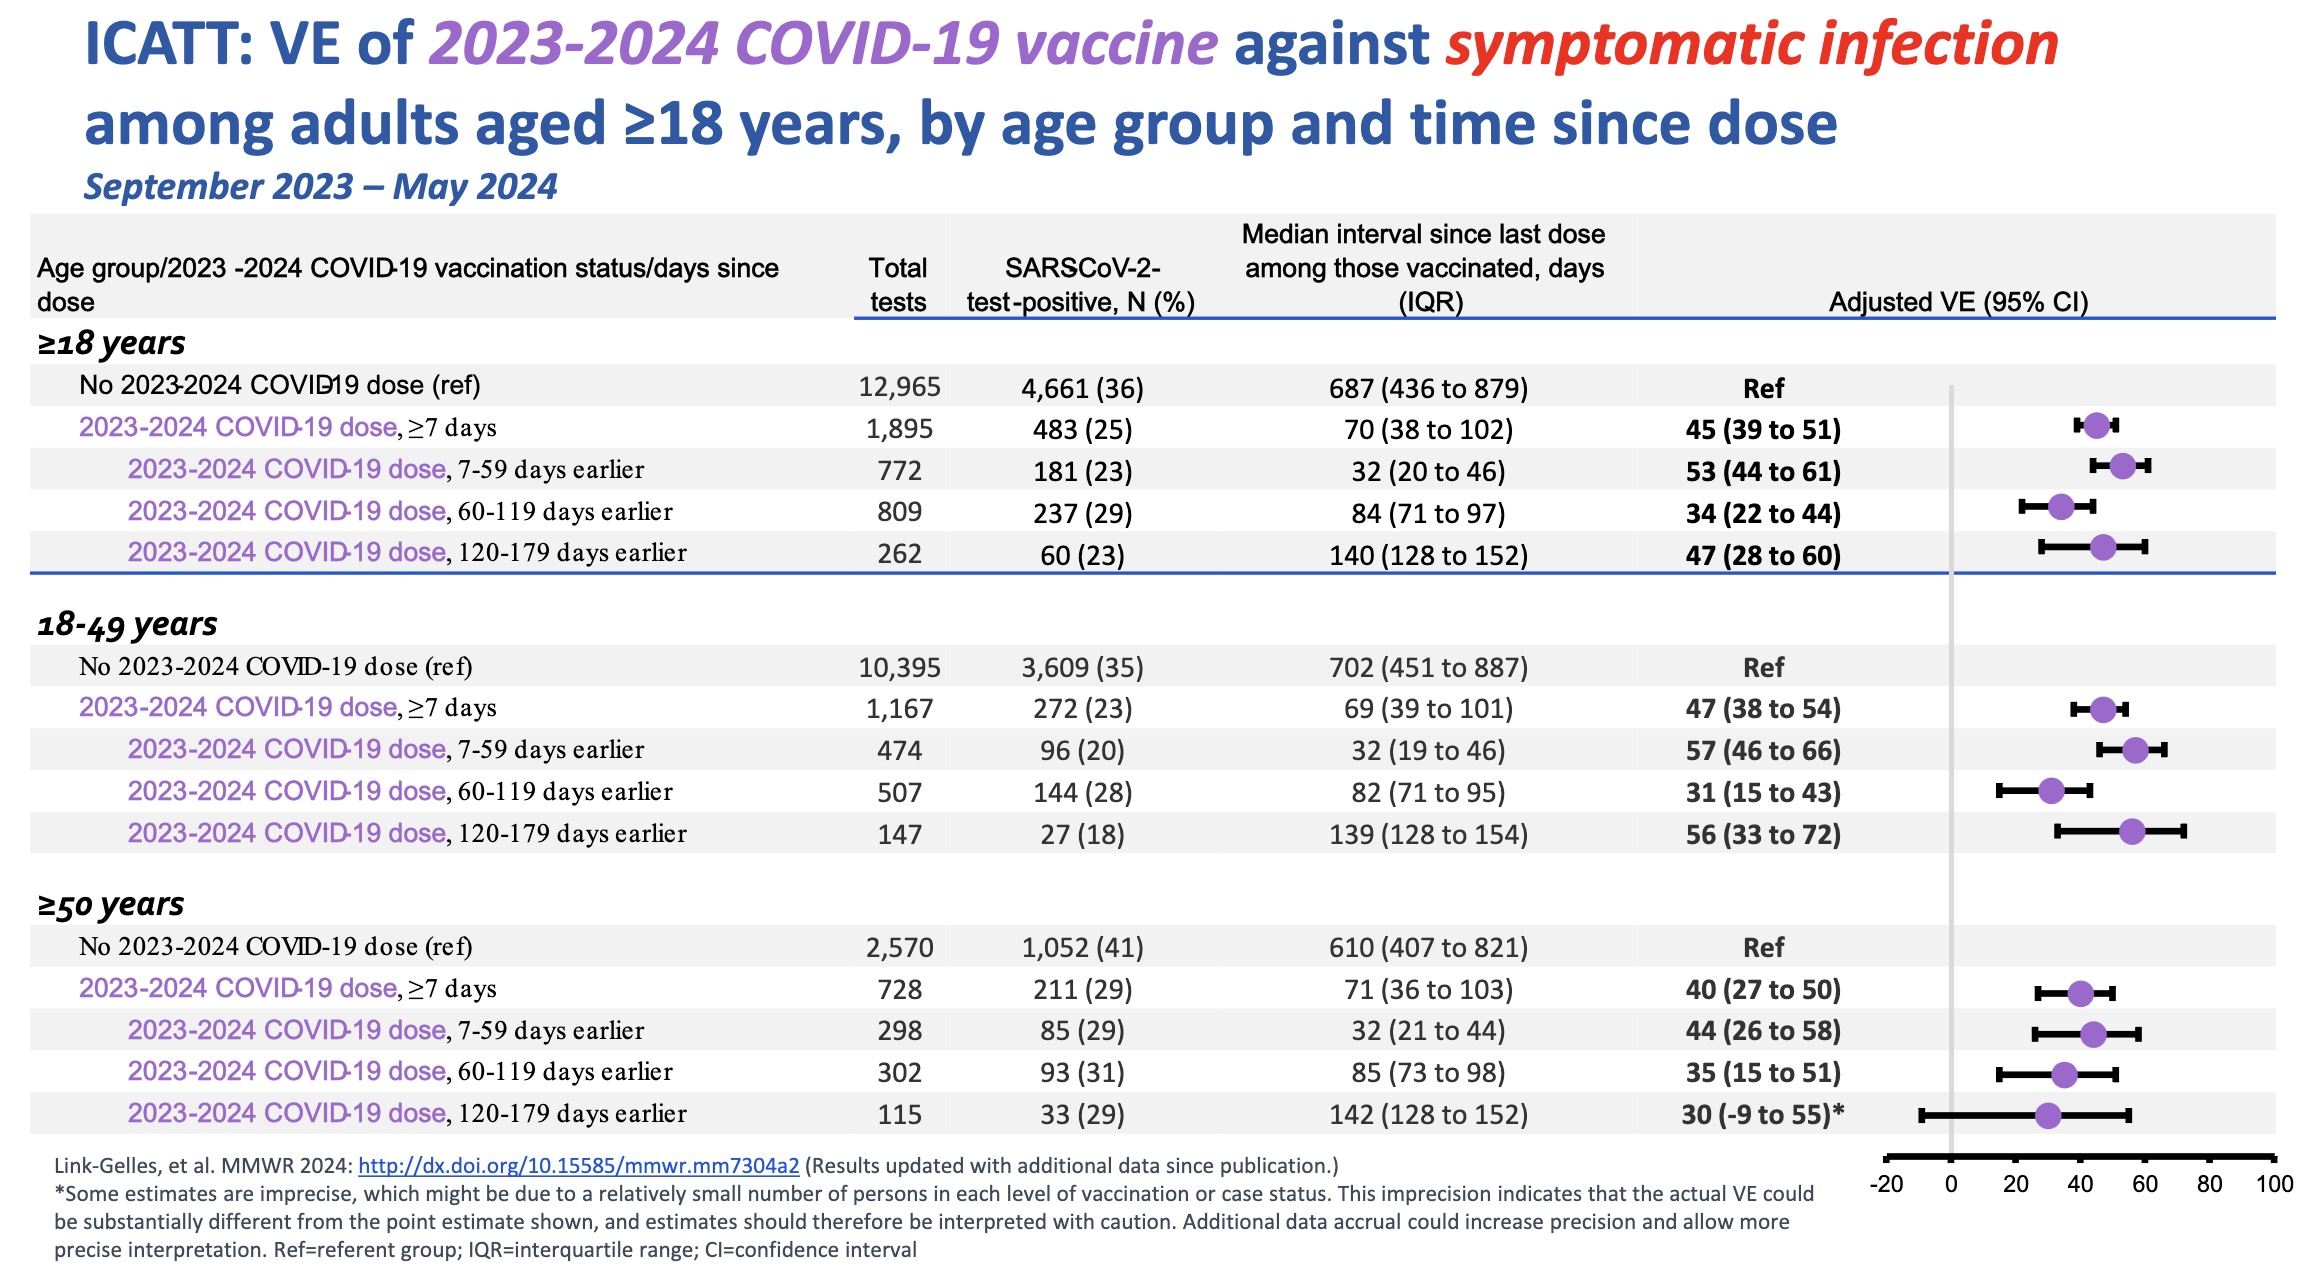 ICATT: VE of 2023-2024 COVID-19 vaccine against symptomatic infection
among adults aged ≥18 years, by age group and time since dose
September 2023 – May 2024
Age group/2023 -2024 COVID-19 vaccination status/days since dose Total tests SARS-CoV-2-test-positive, N (%) Median interval since last dose among those vaccinated, days (IQR) Adjusted VE (95% CI)
≥18 years
No 2023-2024 COVID-19 dose (ref) 12,965 4,661 (36) 687 (436 to 879) Ref
2023-2024 COVID-19 dose, ≥7 days 1,895 483 (25) 70 (38 to 102) 45 (39 to 51)
2023-2024 COVID-19 dose, 7-59 days earlier 772 181 (23) 32 (20 to 46) 53 (44 to 61)
2023-2024 COVID-19 dose, 60-119 days earlier 809 237 (29) 84 (71 to 97) 34 (22 to 44)
2023-2024 COVID-19 dose, 120-179 days earlier 262 60 (23) 140 (128 to 152) 47 (28 to 60)
18-49 years
No 2023-2024 COVID-19 dose (ref) 10,395 3,609 (35) 702 (451 to 887) Ref
2023-2024 COVID-19 dose, ≥7 days 1,167 272 (23) 69 (39 to 101) 47 (38 to 54)
2023-2024 COVID-19 dose, 7-59 days earlier 474 96 (20) 32 (19 to 46) 57 (46 to 66)
2023-2024 COVID-19 dose, 60-119 days earlier 507 144 (28) 82 (71 to 95) 31 (15 to 43)
2023-2024 COVID-19 dose, 120-179 days earlier 147 27 (18) 139 (128 to 154) 56 (33 to 72)
≥50 years
No 2023-2024 COVID-19 dose (ref) 2,570 1,052 (41) 610 (407 to 821) Ref
2023-2024 COVID-19 dose, ≥7 days 728 211 (29) 71 (36 to 103) 40 (27 to 50)
2023-2024 COVID-19 dose, 7-59 days earlier 298 85 (29) 32 (21 to 44) 44 (26 to 58)
2023-2024 COVID-19 dose, 60-119 days earlier 302 93 (31) 85 (73 to 98) 35 (15 to 51)
2023-2024 COVID-19 dose, 120-179 days earlier 115 33 (29) 142 (128 to 152) 30 (-9 to 55)*
-20 0 20 40 60 80 100
Link-Gelles, et al. MMWR 2024: http://dx.doi.org/10.15585/mmwr.mm7304a2 (Results updated with additional data since publication.)
*Some estimates are imprecise, which might be due to a relatively small number of persons in each level of vaccination or case status. This imprecision indicates that the actual VE could
be substantially different from the point estimate shown, and estimates should therefore be interpreted with caution. Additional data accrual could increase precision and allow more
precise interpretation. Ref=referent group; IQR=interquartile range; CI=confidence interval